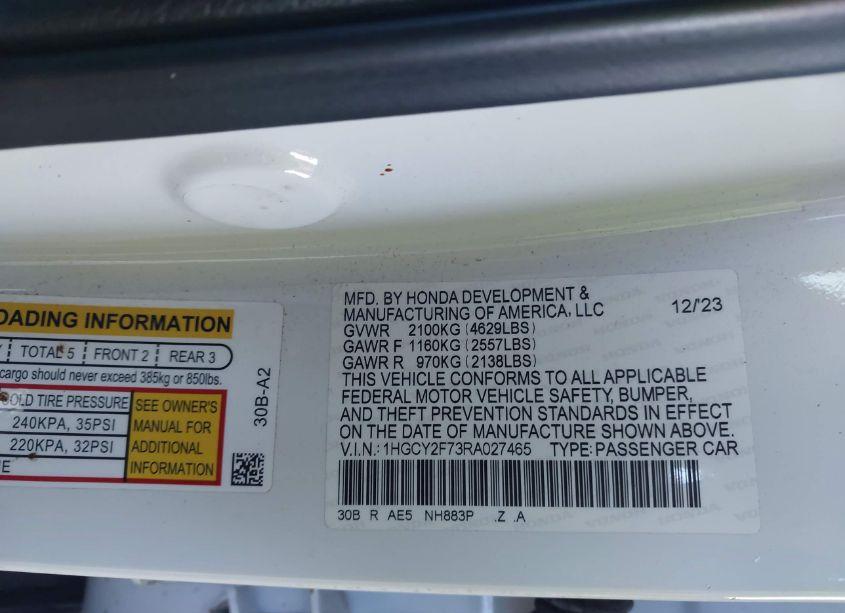 OADING INFORMATION
TOTAL 5 FRONT 2 REAR 3
cargo should never exceed 385kg or 850lbs.
OLD TIRE PRESSURE
240KPA, 35PSI
220KPA, 32PSI
SEE OWNER'S
MANUAL FOR
ADDITIONAL
INFORMATION
30B-A2
MFD. BY HONDA DEVELOPMENT &
MANUFACTURING OF AMERICA, LLC 12/'23
GVWR 2100KG (4629LBS)
GAWR F 1160KG (2557LBS)
GAWR R 970KG (2138LBS)
THIS VEHICLE CONFORMS TO ALL APPLICABLE
FEDERAL MOTOR VEHICLE SAFETY, BUMPER,
AND THEFT PREVENTION STANDARDS IN EFFECT
ON THE DATE OF MANUFACTURE SHOWN ABOVE.
V.I.N.: 1HGCY2F73RA027465 TYPE: PASSENGER CAR
30B R AE5 NH883P .Z .A